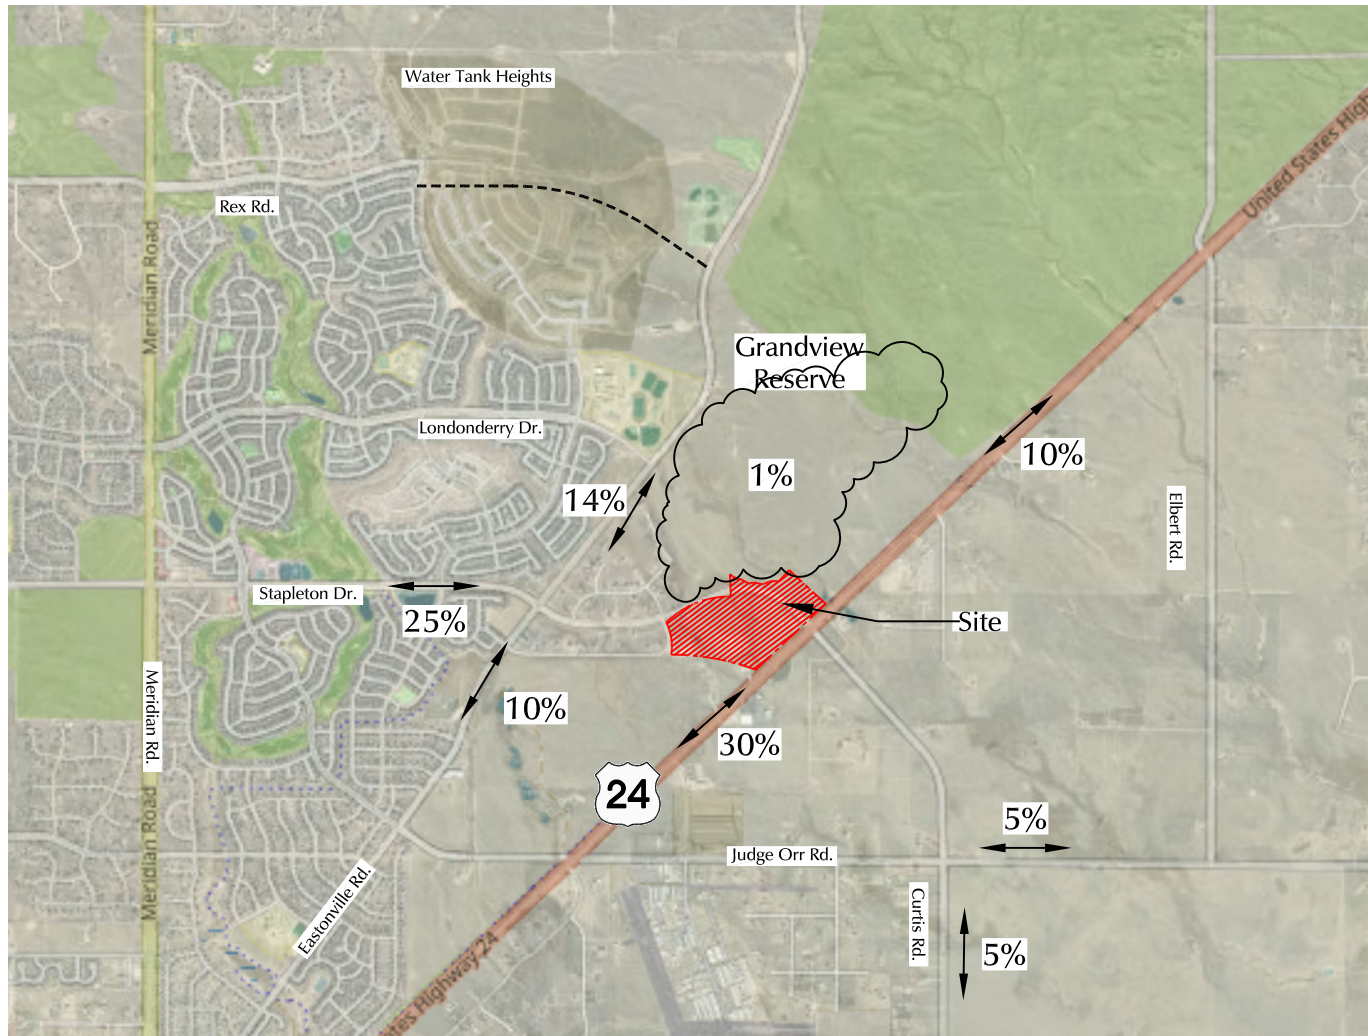 Water Tank Heights
United States High
Rex Rd.
Meridian Road
Grandview
Reserve
Londonderry Dr.
10%
1%
14%
Elbert Rd.
Stapleton Dr.
25%
Site
Meridian Rd.
10%
30%
24
Meridian Road
5%
Judge Orr Rd.
Eastonville Rd.
Curtis Rd.
5%
ites Highway 24